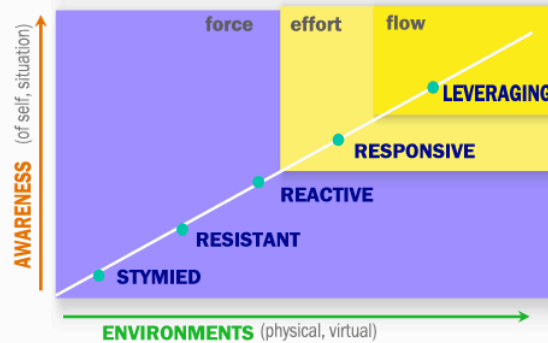 force effort flow
LEVERAGING
RESPONSIVE
REACTIVE
RESISTANT
STYMIED
AWARENESS (of self, situation)
ENVIRONMENTS (physical, virtual)